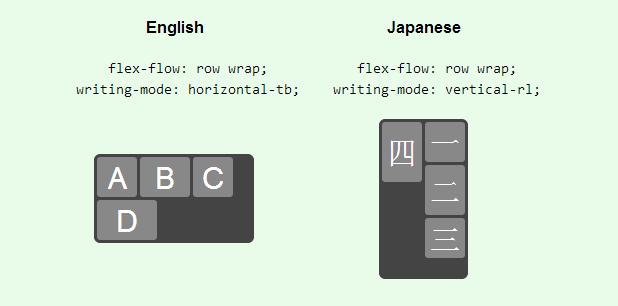 English
flex-flow: row wrap;
writing-mode: horizontal-tb;
A B C
D
Japanese
flex-flow: row wrap;
writing-mode: vertical-rl;
一二三
四